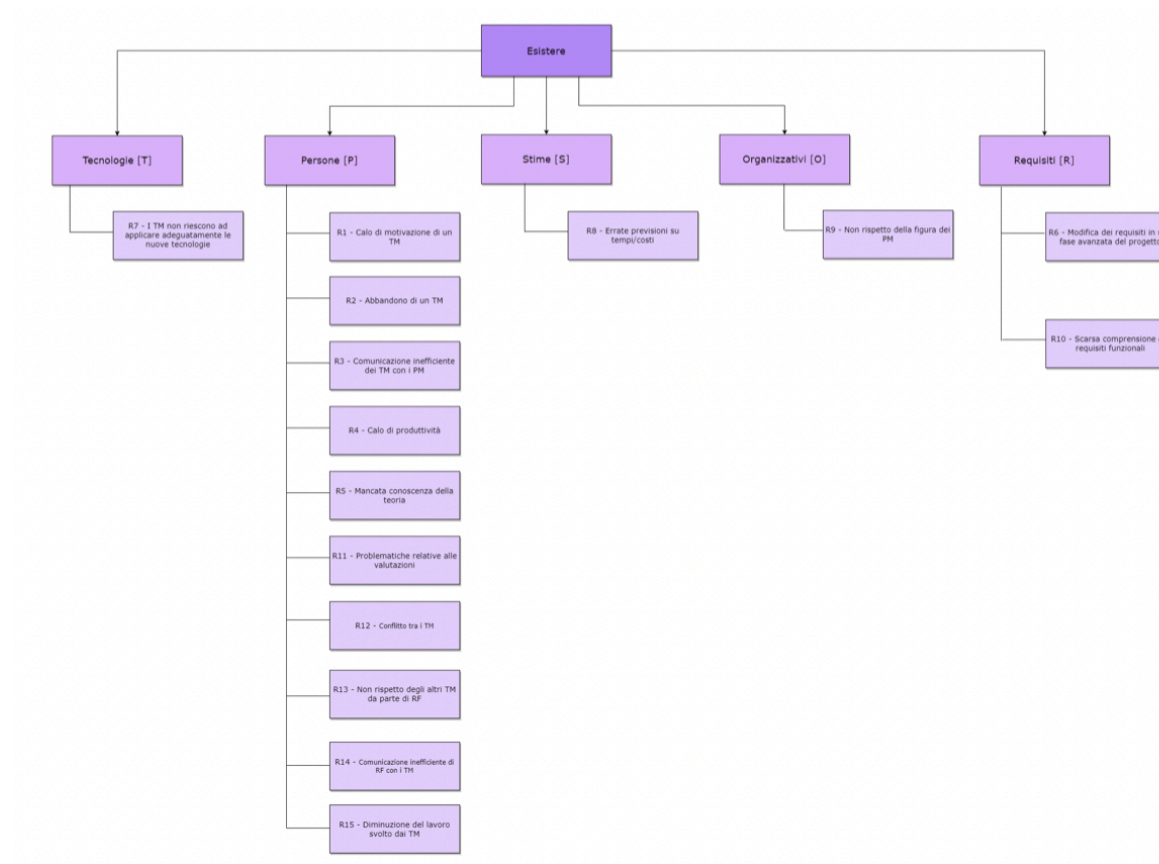 Esistere
Tecnologie [T]
Persone [P]
Stime [S]
Organizzativi [O]
Requisiti [R]
R7 - I TM non riescono ad
applicare adeguatamente le
nuove tecnologie
R1 - Calo di motivazione di un
TM
R2 - Abbandono di un TM
R3 - Comunicazione inefficiente
dei TM con i PM
R4 - Calo di produttività
R5 - Mancata conoscenza della
teoria
R11 - Problematiche relative alle
valutazioni
R12 - Conflitto tra i TM
R13 - Non rispetto degli altri TM
da parte di RF
R14 - Comunicazione inefficiente di
RF con i TM
R15 - Diminuzione del lavoro
svolto dai TM
R8 - Errate previsioni su
tempi/costi
R9 - Non rispetto della figura dei
PM
R6 - Modifica dei requisiti in
fase avanzata del progetto
R10 - Scarsa comprensione
requisiti funzionali